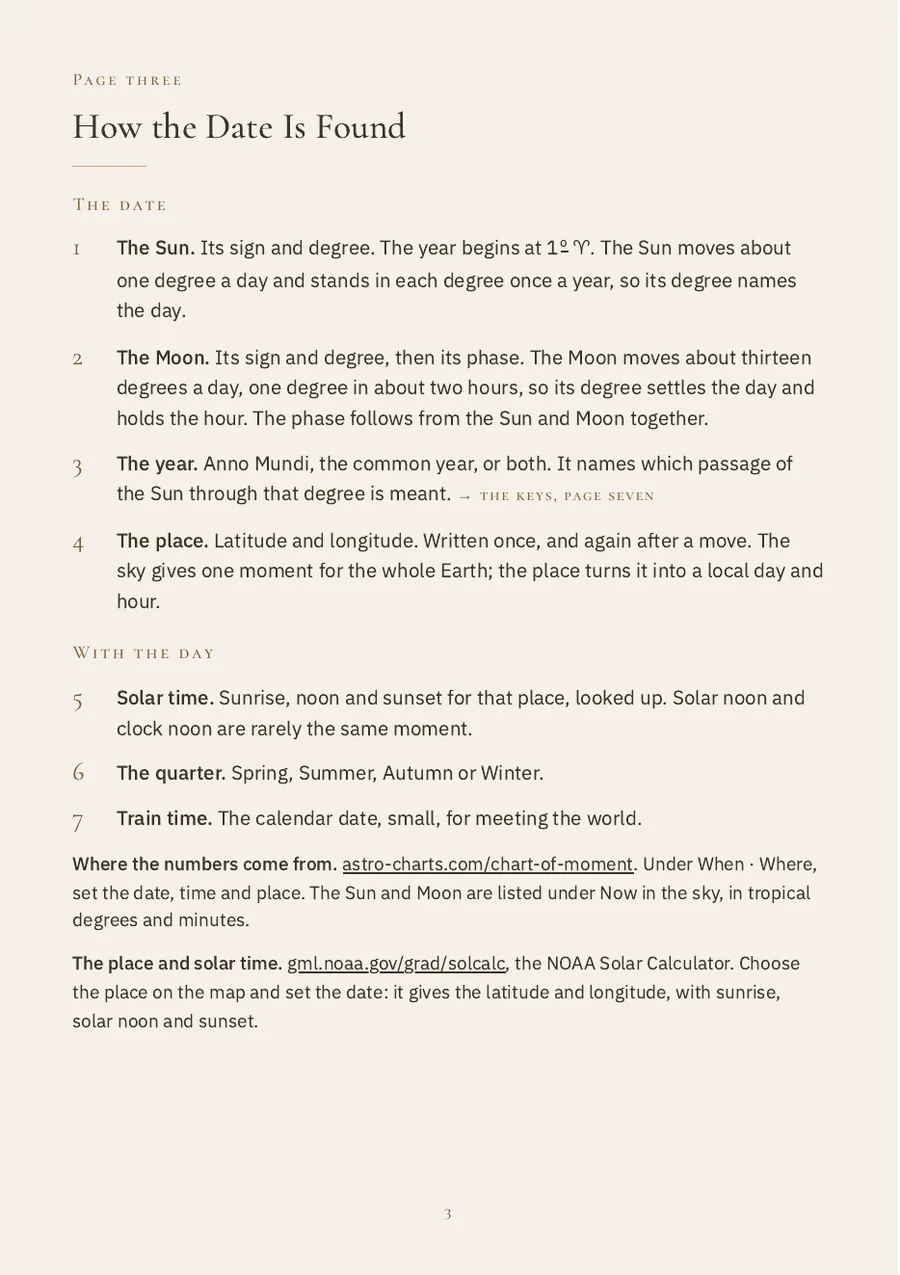 Page three
How the Date Is Found
The date
1 The Sun. Its sign and degree. The year begins at 1º ♈. The Sun moves about
one degree a day and stands in each degree once a year, so its degree names
the day.
2 The Moon. Its sign and degree, then its phase. The Moon moves about thirteen
degrees a day, one degree in about two hours, so its degree settles the day and
holds the hour. The phase follows from the Sun and Moon together.
3 The year. Anno Mundi, the common year, or both. It names which passage of
the Sun through that degree is meant. → the keys, page seven
4 The place. Latitude and longitude. Written once, and again after a move. The
sky gives one moment for the whole Earth; the place turns it into a local day and
hour.
With the day
5 Solar time. Sunrise, noon and sunset for that place, looked up. Solar noon and
clock noon are rarely the same moment.
6 The quarter. Spring, Summer, Autumn or Winter.
7 Train time. The calendar date, small, for meeting the world.
Where the numbers come from. astro-charts.com/chart-of-moment. Under When · Where,
set the date, time and place. The Sun and Moon are listed under Now in the sky, in tropical
degrees and minutes.
The place and solar time. gml.noaa.gov/grad/solcalc, the NOAA Solar Calculator. Choose
the place on the map and set the date: it gives the latitude and longitude, with sunrise,
solar noon and sunset.
3